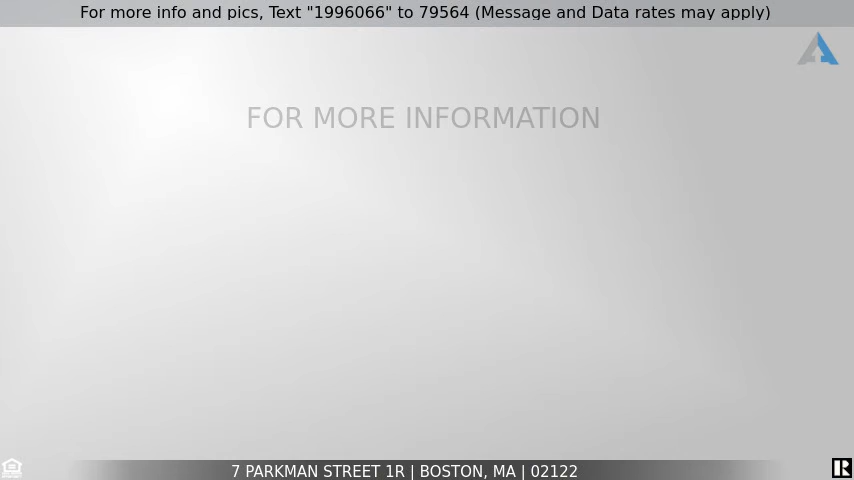 For more info and pics, Text "1996066" to 79564 (Message and Data rates may apply)
FOR MORE INFORMATION
7 PARKMAN STREET 1R | BOSTON, MA | 02122